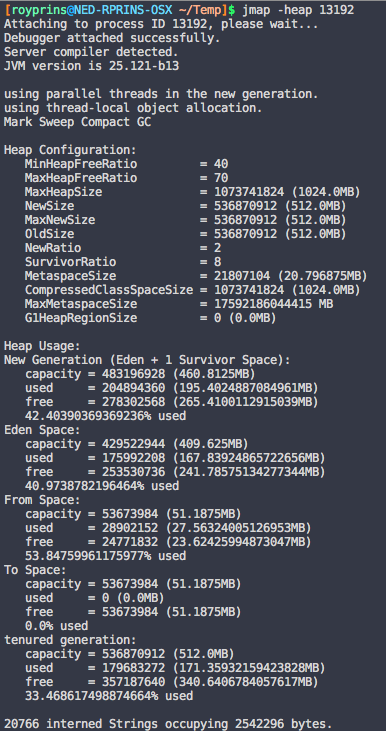 [royprins@NED-RPRINS-OSX ~/Temp]$ jmap -heap 13192
Attaching to process ID 13192, please wait...
Debugger attached successfully.
Server compiler detected.
JVM version is 25.121-b13
using parallel threads in the new generation.
using thread-local object allocation.
Mark Sweep Compact GC
Heap Configuration:
MinHeapFreeRatio = 40
MaxHeapFreeRatio = 70
MaxHeapSize = 1073741824 (1024.0MB)
NewSize = 536870912 (512.0MB)
MaxNewSize = 536870912 (512.0MB)
OldSize = 536870912 (512.0MB)
NewRatio = 2
SurvivorRatio = 8
MetaspaceSize = 21807104 (20.796875MB)
CompressedClassSpaceSize = 1073741824 (1024.0MB)
MaxMetaspaceSize = 17592186044415 MB
G1HeapRegionSize = 0 (0.0MB)
Heap Usage:
New Generation (Eden + 1 Survivor Space):
capacity = 483196928 (460.8125MB)
used = 204894360 (195.4024887084961MB)
free = 278302568 (265.4100112915039MB)
42.40390369369236% used
Eden Space:
capacity = 429522944 (409.625MB)
used = 175992208 (167.83924865722656MB)
free = 253530736 (241.78575134277344MB)
40.9738782196464% used
From Space:
capacity = 53673984 (51.1875MB)
used = 28902152 (27.56324005126953MB)
free = 24771832 (23.62425994873047MB)
53.84759961175977% used
To Space:
capacity = 53673984 (51.1875MB)
used = 0 (0.0MB)
free = 53673984 (51.1875MB)
0.0% used
tenured generation:
capacity = 536870912 (512.0MB)
used = 179683272 (171.35932159423828MB)
free = 357187640 (340.6406784057617MB)
33.468617498874664% used
20766 interned Strings occupying 2542296 bytes.